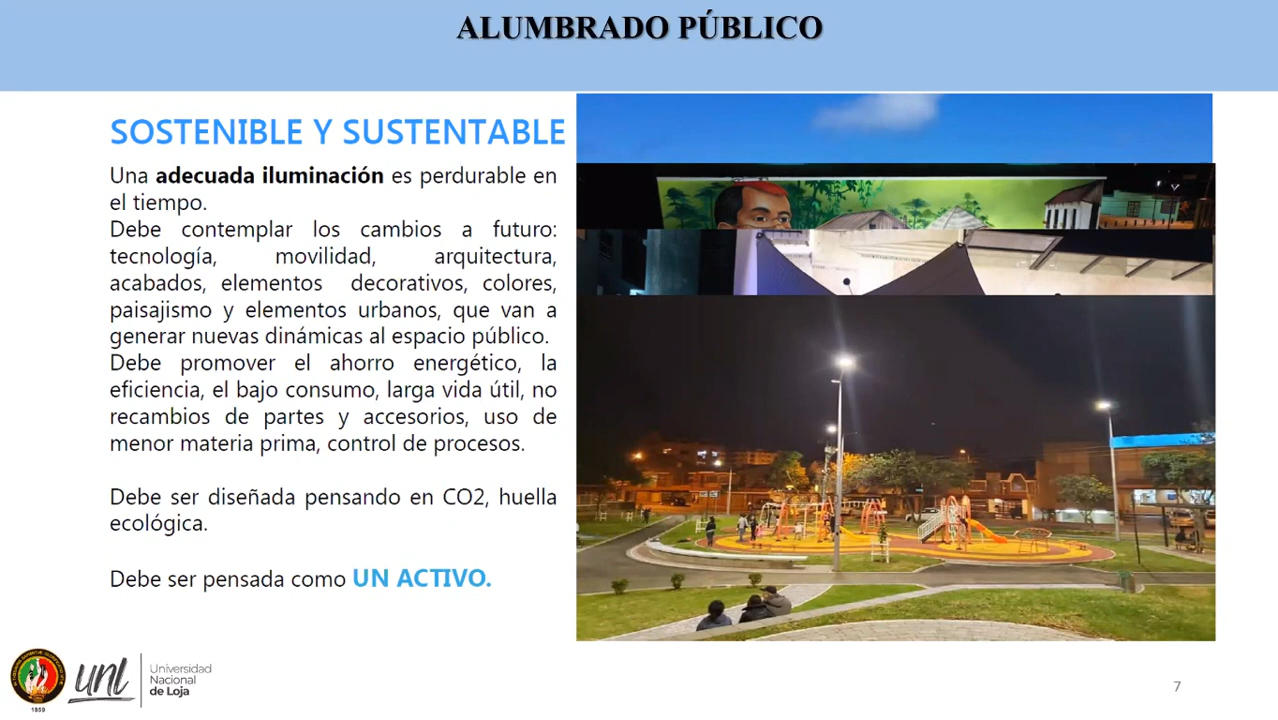 ALUMBRADO PÚBLICO
SOSTENIBLE Y SUSTENTABLE
Una adecuada iluminación es perdurable en
el tiempo.
Debe contemplar los cambios a futuro:
tecnología, movilidad, arquitectura,
acabados, elementos decorativos, colores,
paisajismo y elementos urbanos, que van a
generar nuevas dinámicas al espacio público.
Debe promover el ahorro energético, la
eficiencia, el bajo consumo, larga vida útil, no
recambios de partes y accesorios, uso de
menor materia prima, control de procesos.
Debe ser diseñada pensando en CO2, huella
ecológica.
Debe ser pensada como UN ACTIVO.
1859
unl
Universidad
Nacional
de Loja
7